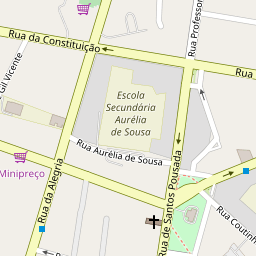 Rua da Constituição
Rua Professor
Rua
Gil Vicente
Escola
Secundária
Aurélia
de Sousa
Rua Aurélia de Sousa
Minipreço
Rua da Alegria
Rua de Santos Pousada
Rua Coutinh